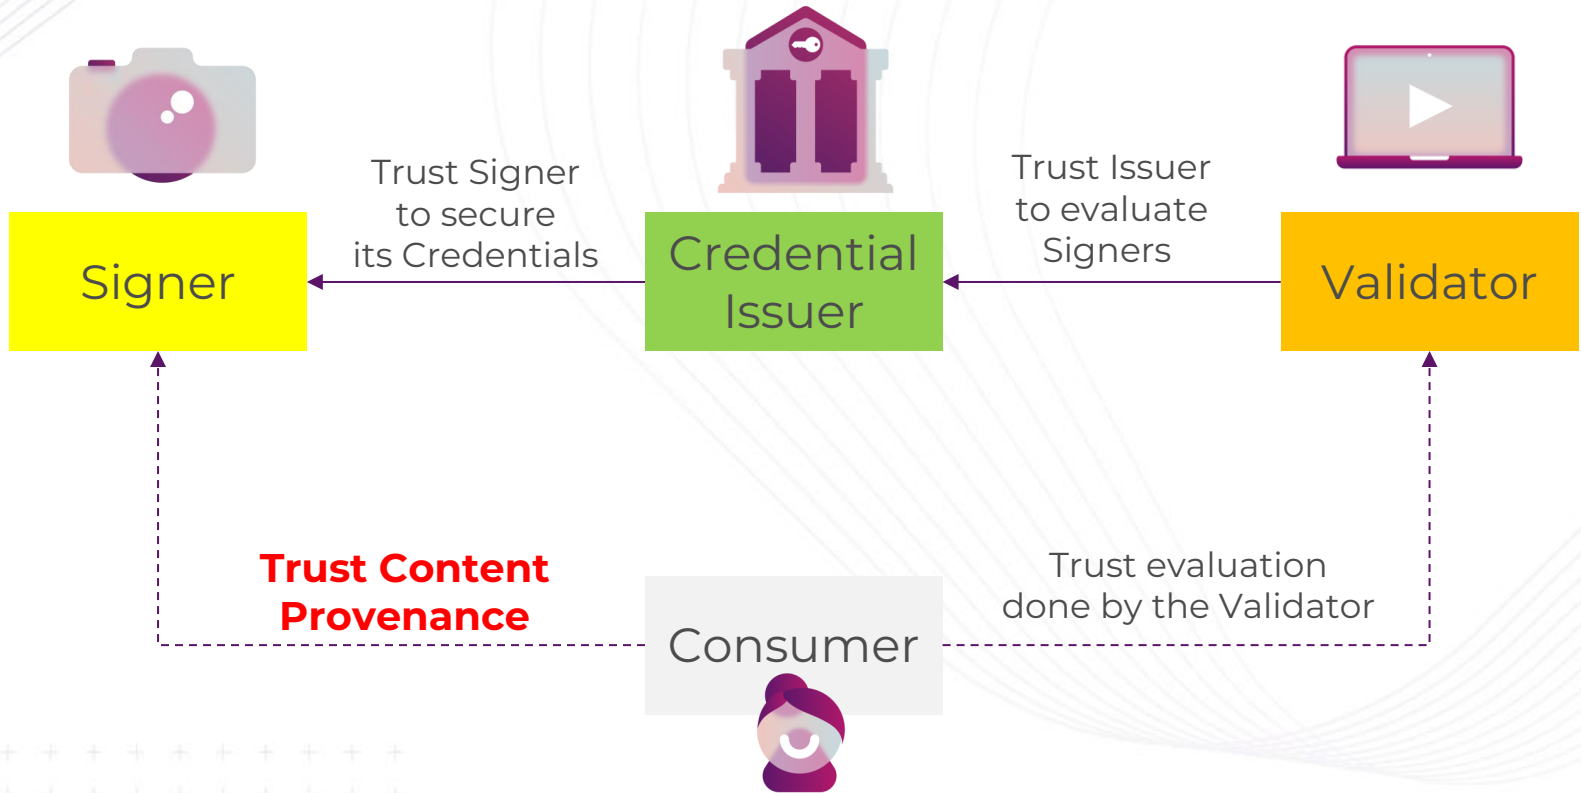 Trust Signer
to secure
its Credentials
Trust Issuer
to evaluate
Signers
Signer
Credential
Issuer
Validator
Trust Content
Provenance
Consumer
Trust evaluation
done by the Validator